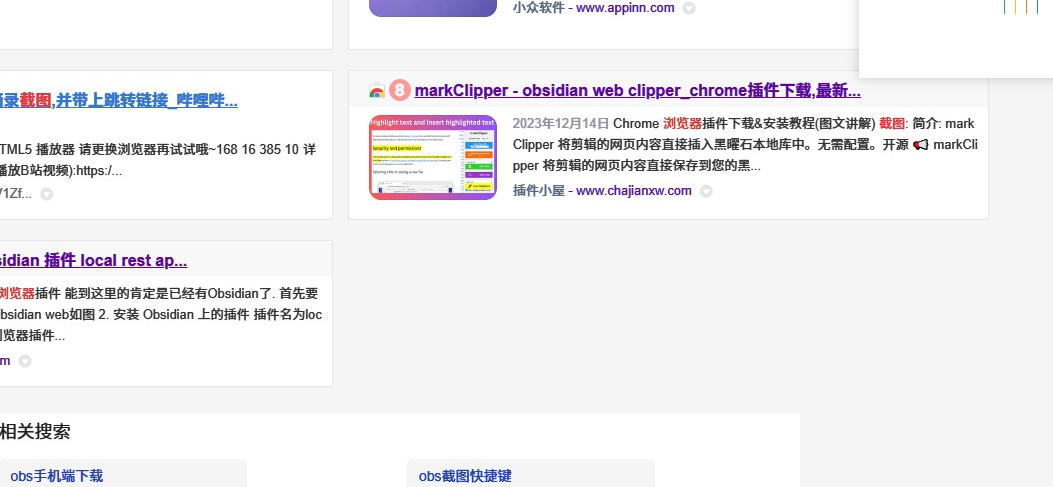 小众软件 - www.appinn.com
录截图,并带上跳转链接_哔哩哔...
TML5 播放器 请更换浏览器再试试哦~168 16 385 10 详
播放B站视频):https:/...
/1Zf...
8 markClipper - obsidian web clipper_chrome插件下载,最新...
Highlight text and insert highlighted text
Security and permissions
2023年12月14日 Chrome 浏览器插件下载&安装教程(图文讲解) 截图: 简介: mark
Clipper 将剪辑的网页内容直接插入黑曜石本地库中。无需配置。开源 📢 markCli
pper 将剪辑的网页内容直接保存到您的黑...
插件小屋 - www.chajianxw.com
sidian 插件 local rest ap...
浏览器插件 能到这里的肯定是已经有Obsidian了. 首先要
bsidian web如图 2. 安装 Obsidian 上的插件 插件名为loc
览器插件...
m
相关搜索
obs手机端下载
obs截图快捷键